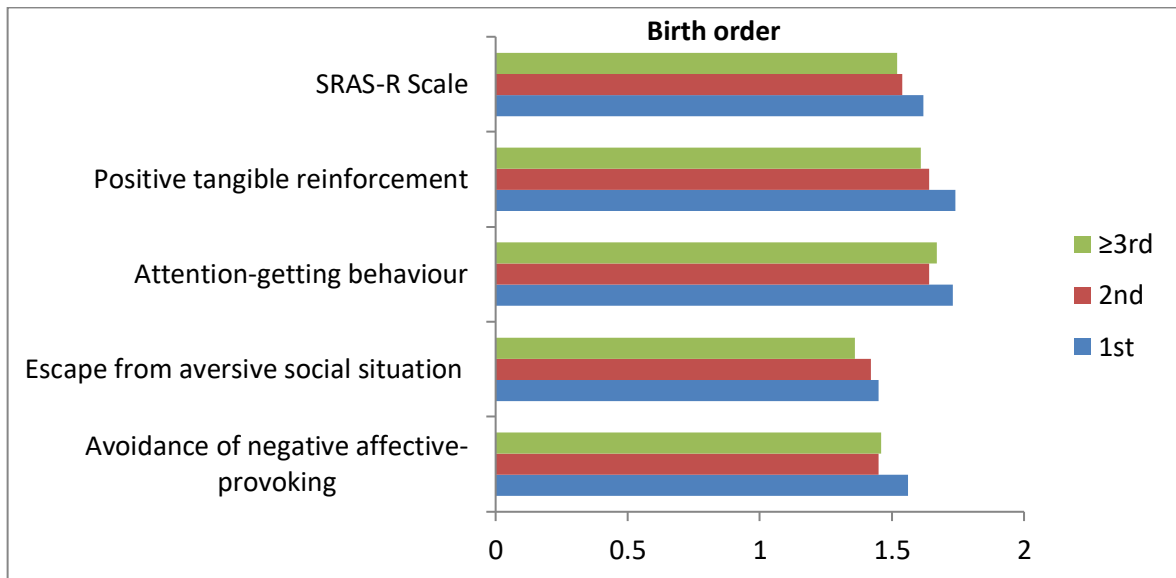 Birth order
SRAS-R Scale
Positive tangible reinforcement
Attention-getting behaviour
Escape from aversive social situation
Avoidance of negative affective-
provoking
≥3rd
2nd
1st
0 0.5 1 1.5 2